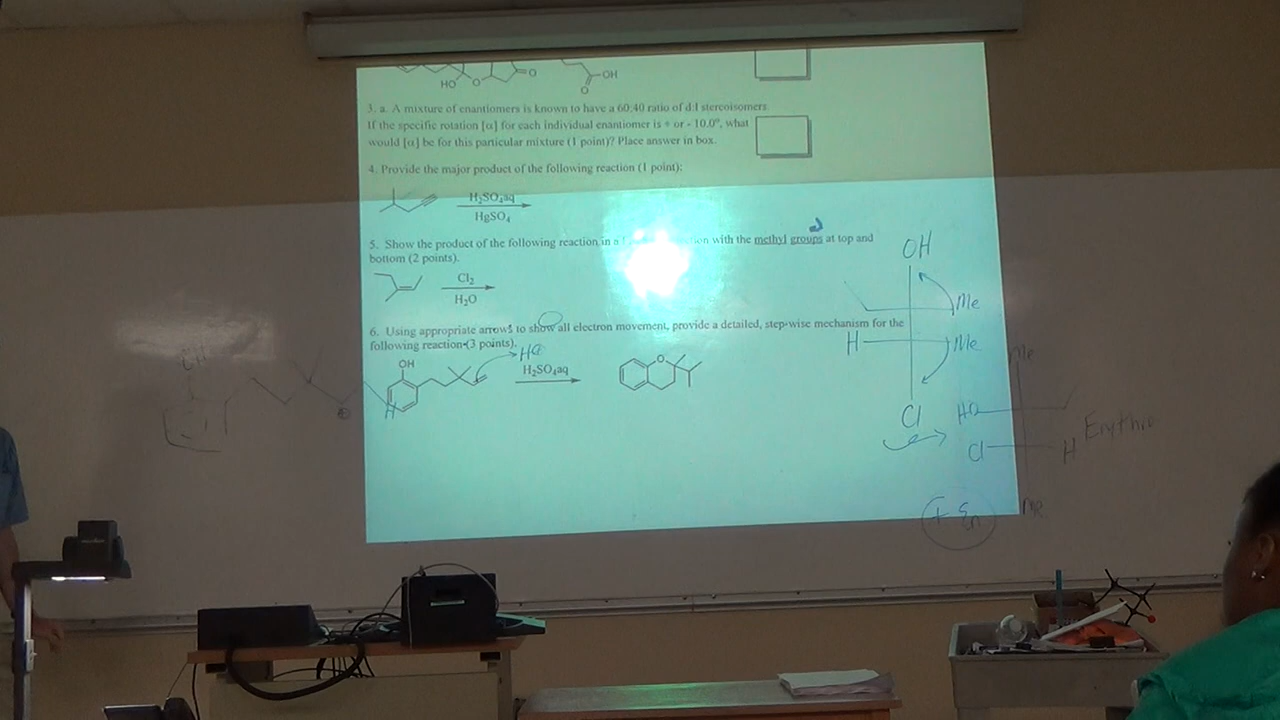 HO
O
O
OH
O
3. a. A mixture of enantiomers is known to have a 60:40 ratio of d:l stereoisomers.
If the specific rotation [α] for each individual enantiomer is + or - 10.0°, what
would [α] be for this particular mixture (1 point)? Place answer in box.
4. Provide the major product of the following reaction (1 point):
H₂SO₄aq
HgSO₄
5. Show the product of the following reaction in a with the methyl groups at top and
bottom (2 points).
Cl₂
H₂O
6. Using appropriate arrows to show all electron movement, provide a detailed, step-wise mechanism for the
following reaction (3 points).
OH
H₂SO₄aq
O
OH
Me
H
Me
Cl
Me
HO
Cl
H
Erythro
Me
OH
⊕
H